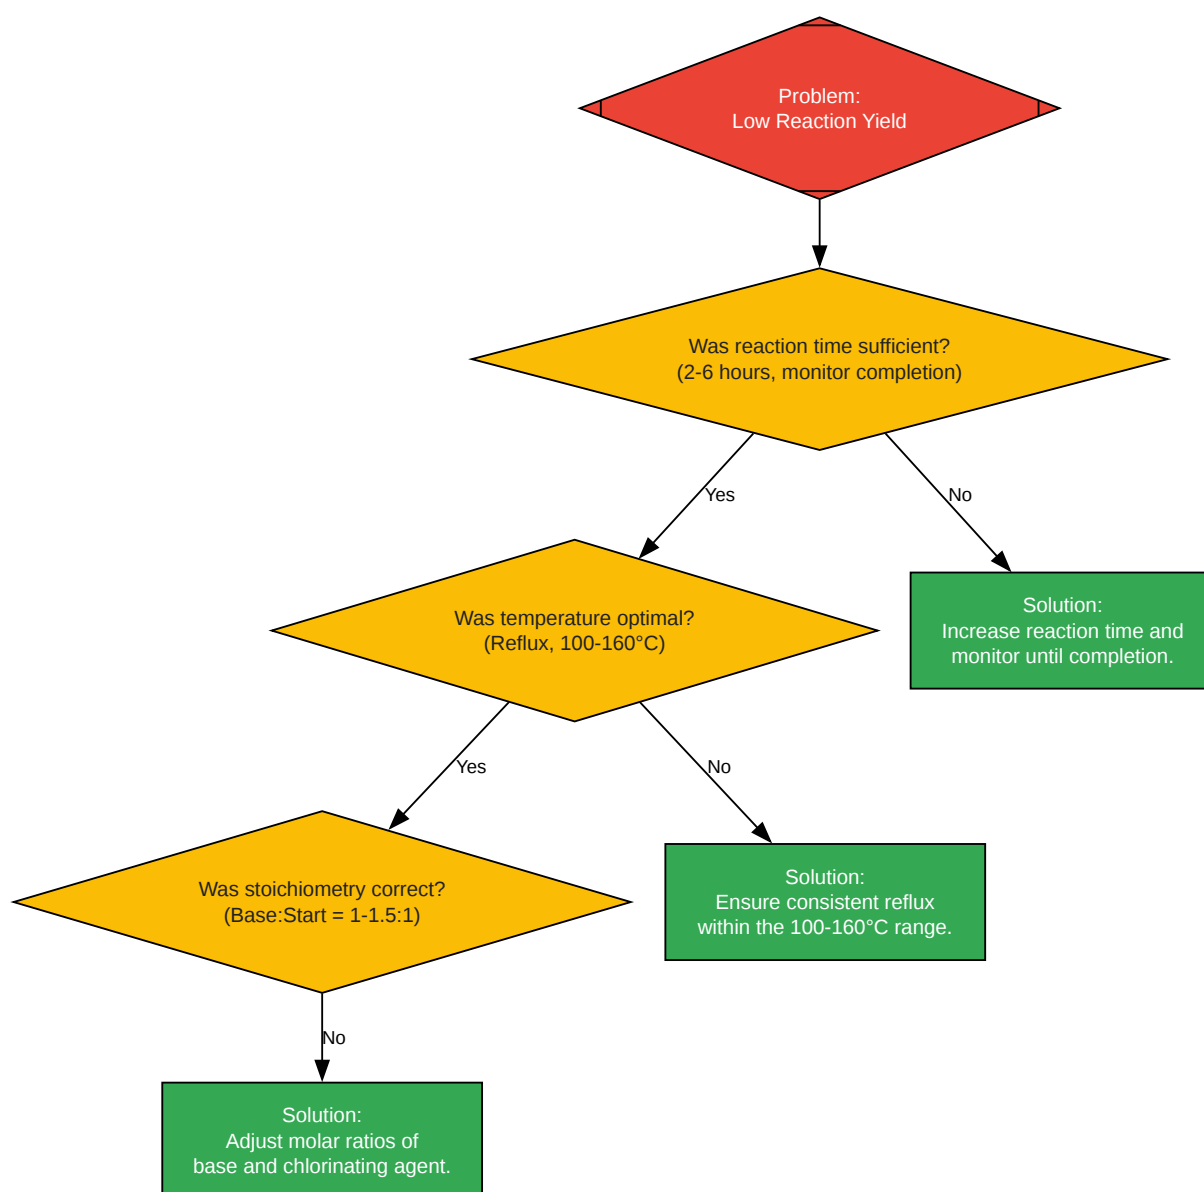 Problem:
Low Reaction Yield
Was reaction time sufficient?
(2-6 hours, monitor completion)
Yes
No
Was temperature optimal?
(Reflux, 100-160°C)
Solution:
Increase reaction time and
monitor until completion.
Yes
No
Was stoichiometry correct?
(Base:Start = 1-1.5:1)
Solution:
Ensure consistent reflux
within the 100-160°C range.
No
Solution:
Adjust molar ratios of
base and chlorinating agent.